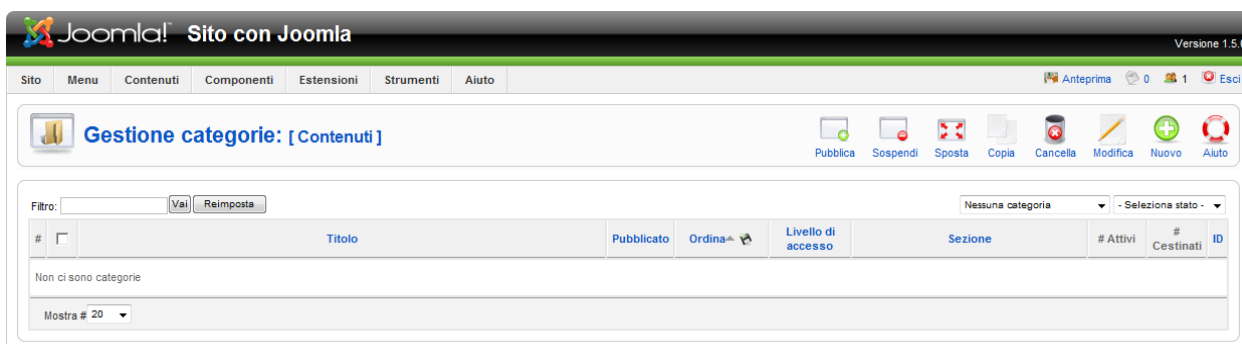 Joomla! Sito con Joomla
Versione 1.5.
Sito Menu Contenuti Componenti Estensioni Strumenti Aiuto Anteprima 0 1 Esci
Gestione categorie: [ Contenuti ]
Pubblica Sospendi Sposta Copia Cancella Modifica Nuovo Aiuto
Filtro: Vai Reimposta Nessuna categoria - Seleziona stato -
# Titolo Pubblicato Ordina Livello di accesso Sezione # Attivi # Cestinati ID
Non ci sono categorie
Mostra # 20